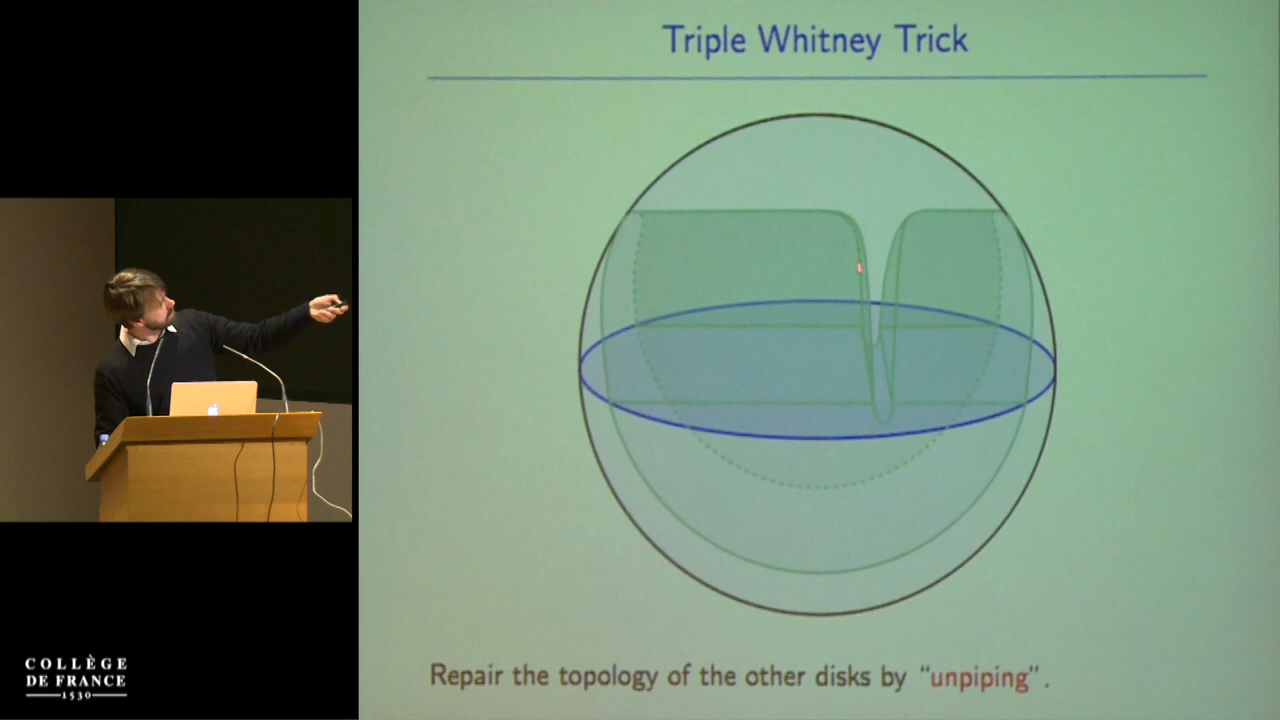 Triple Whitney Trick
Repair the topology of the other disks by “unpiping”.
COLLÈGE
DE FRANCE
1530